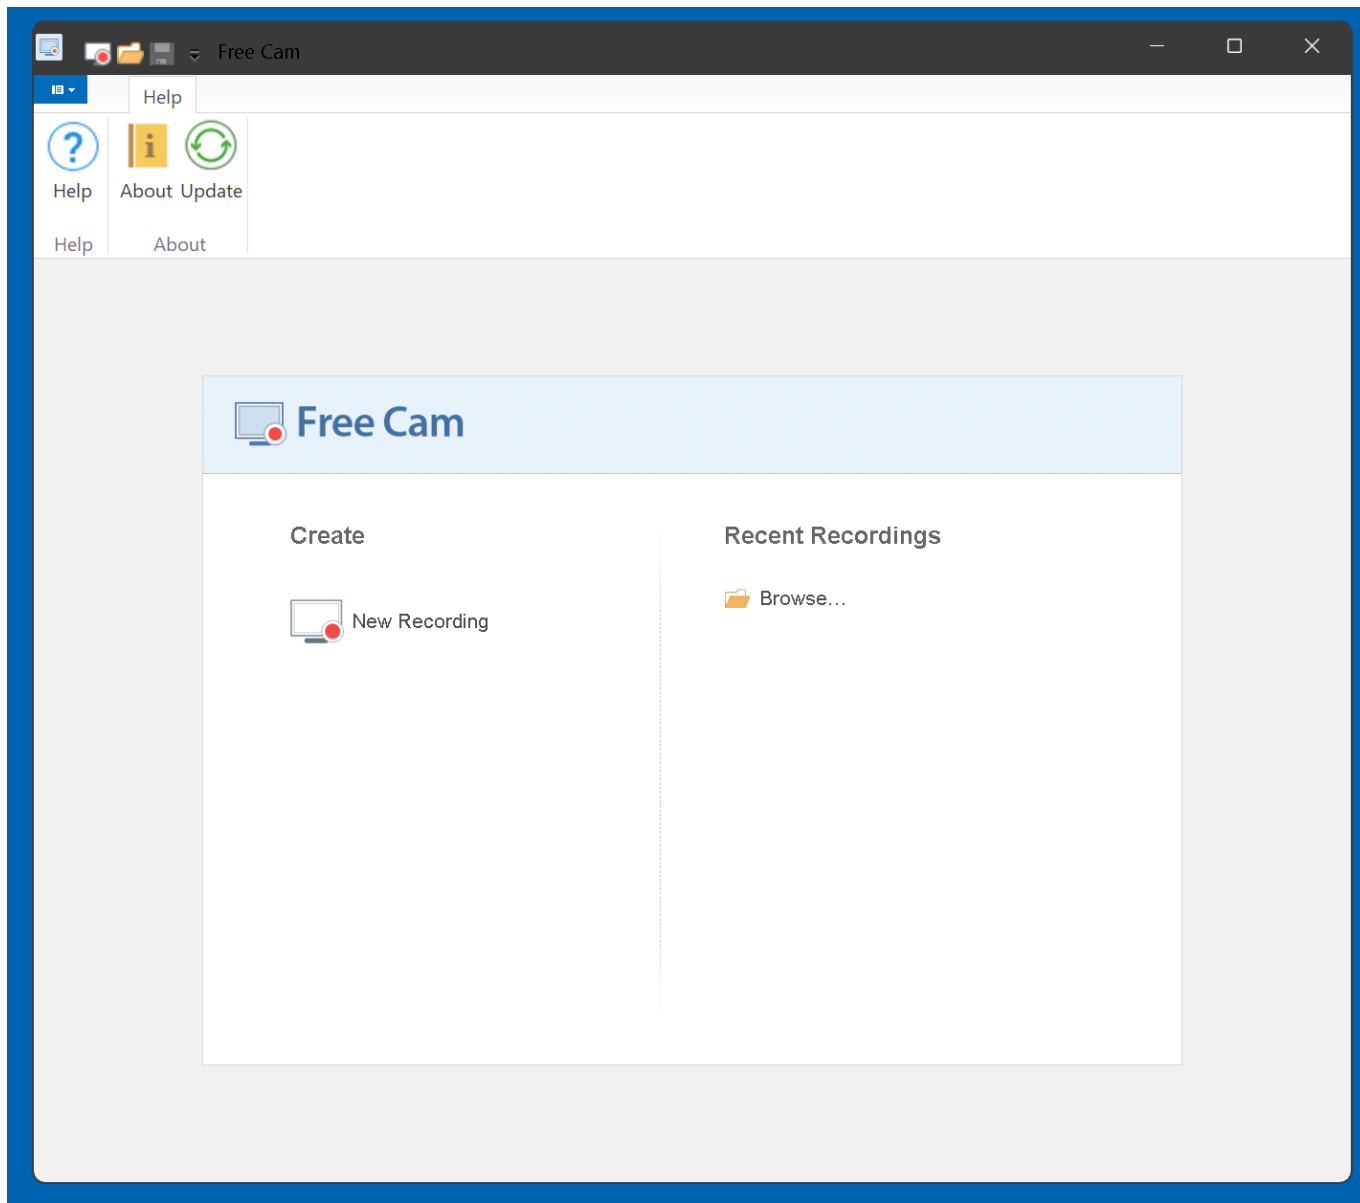 Free Cam
Help
Help
About Update
Help
About
Free Cam
Create
Recent Recordings
Browse...
New Recording